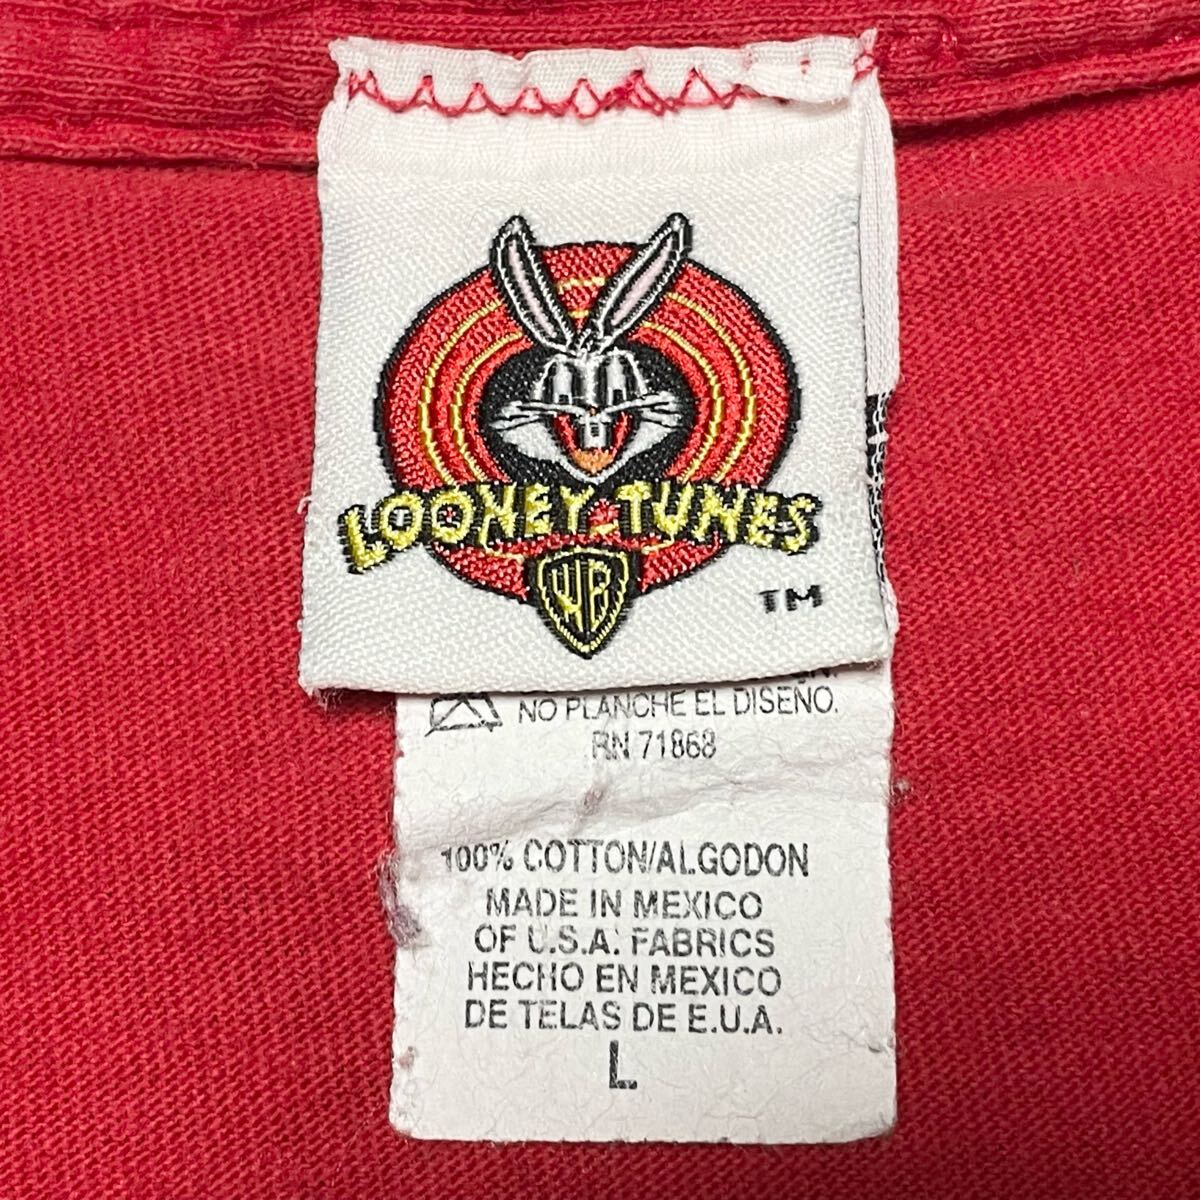 LOONEY TUNES
WB
TM
NO PLANCHE EL DISENO.
RN 71868
100% COTTON/ALGODON
MADE IN MEXICO
OF U.S.A. FABRICS
HECHO EN MEXICO
DE TELAS DE E.U.A.
L